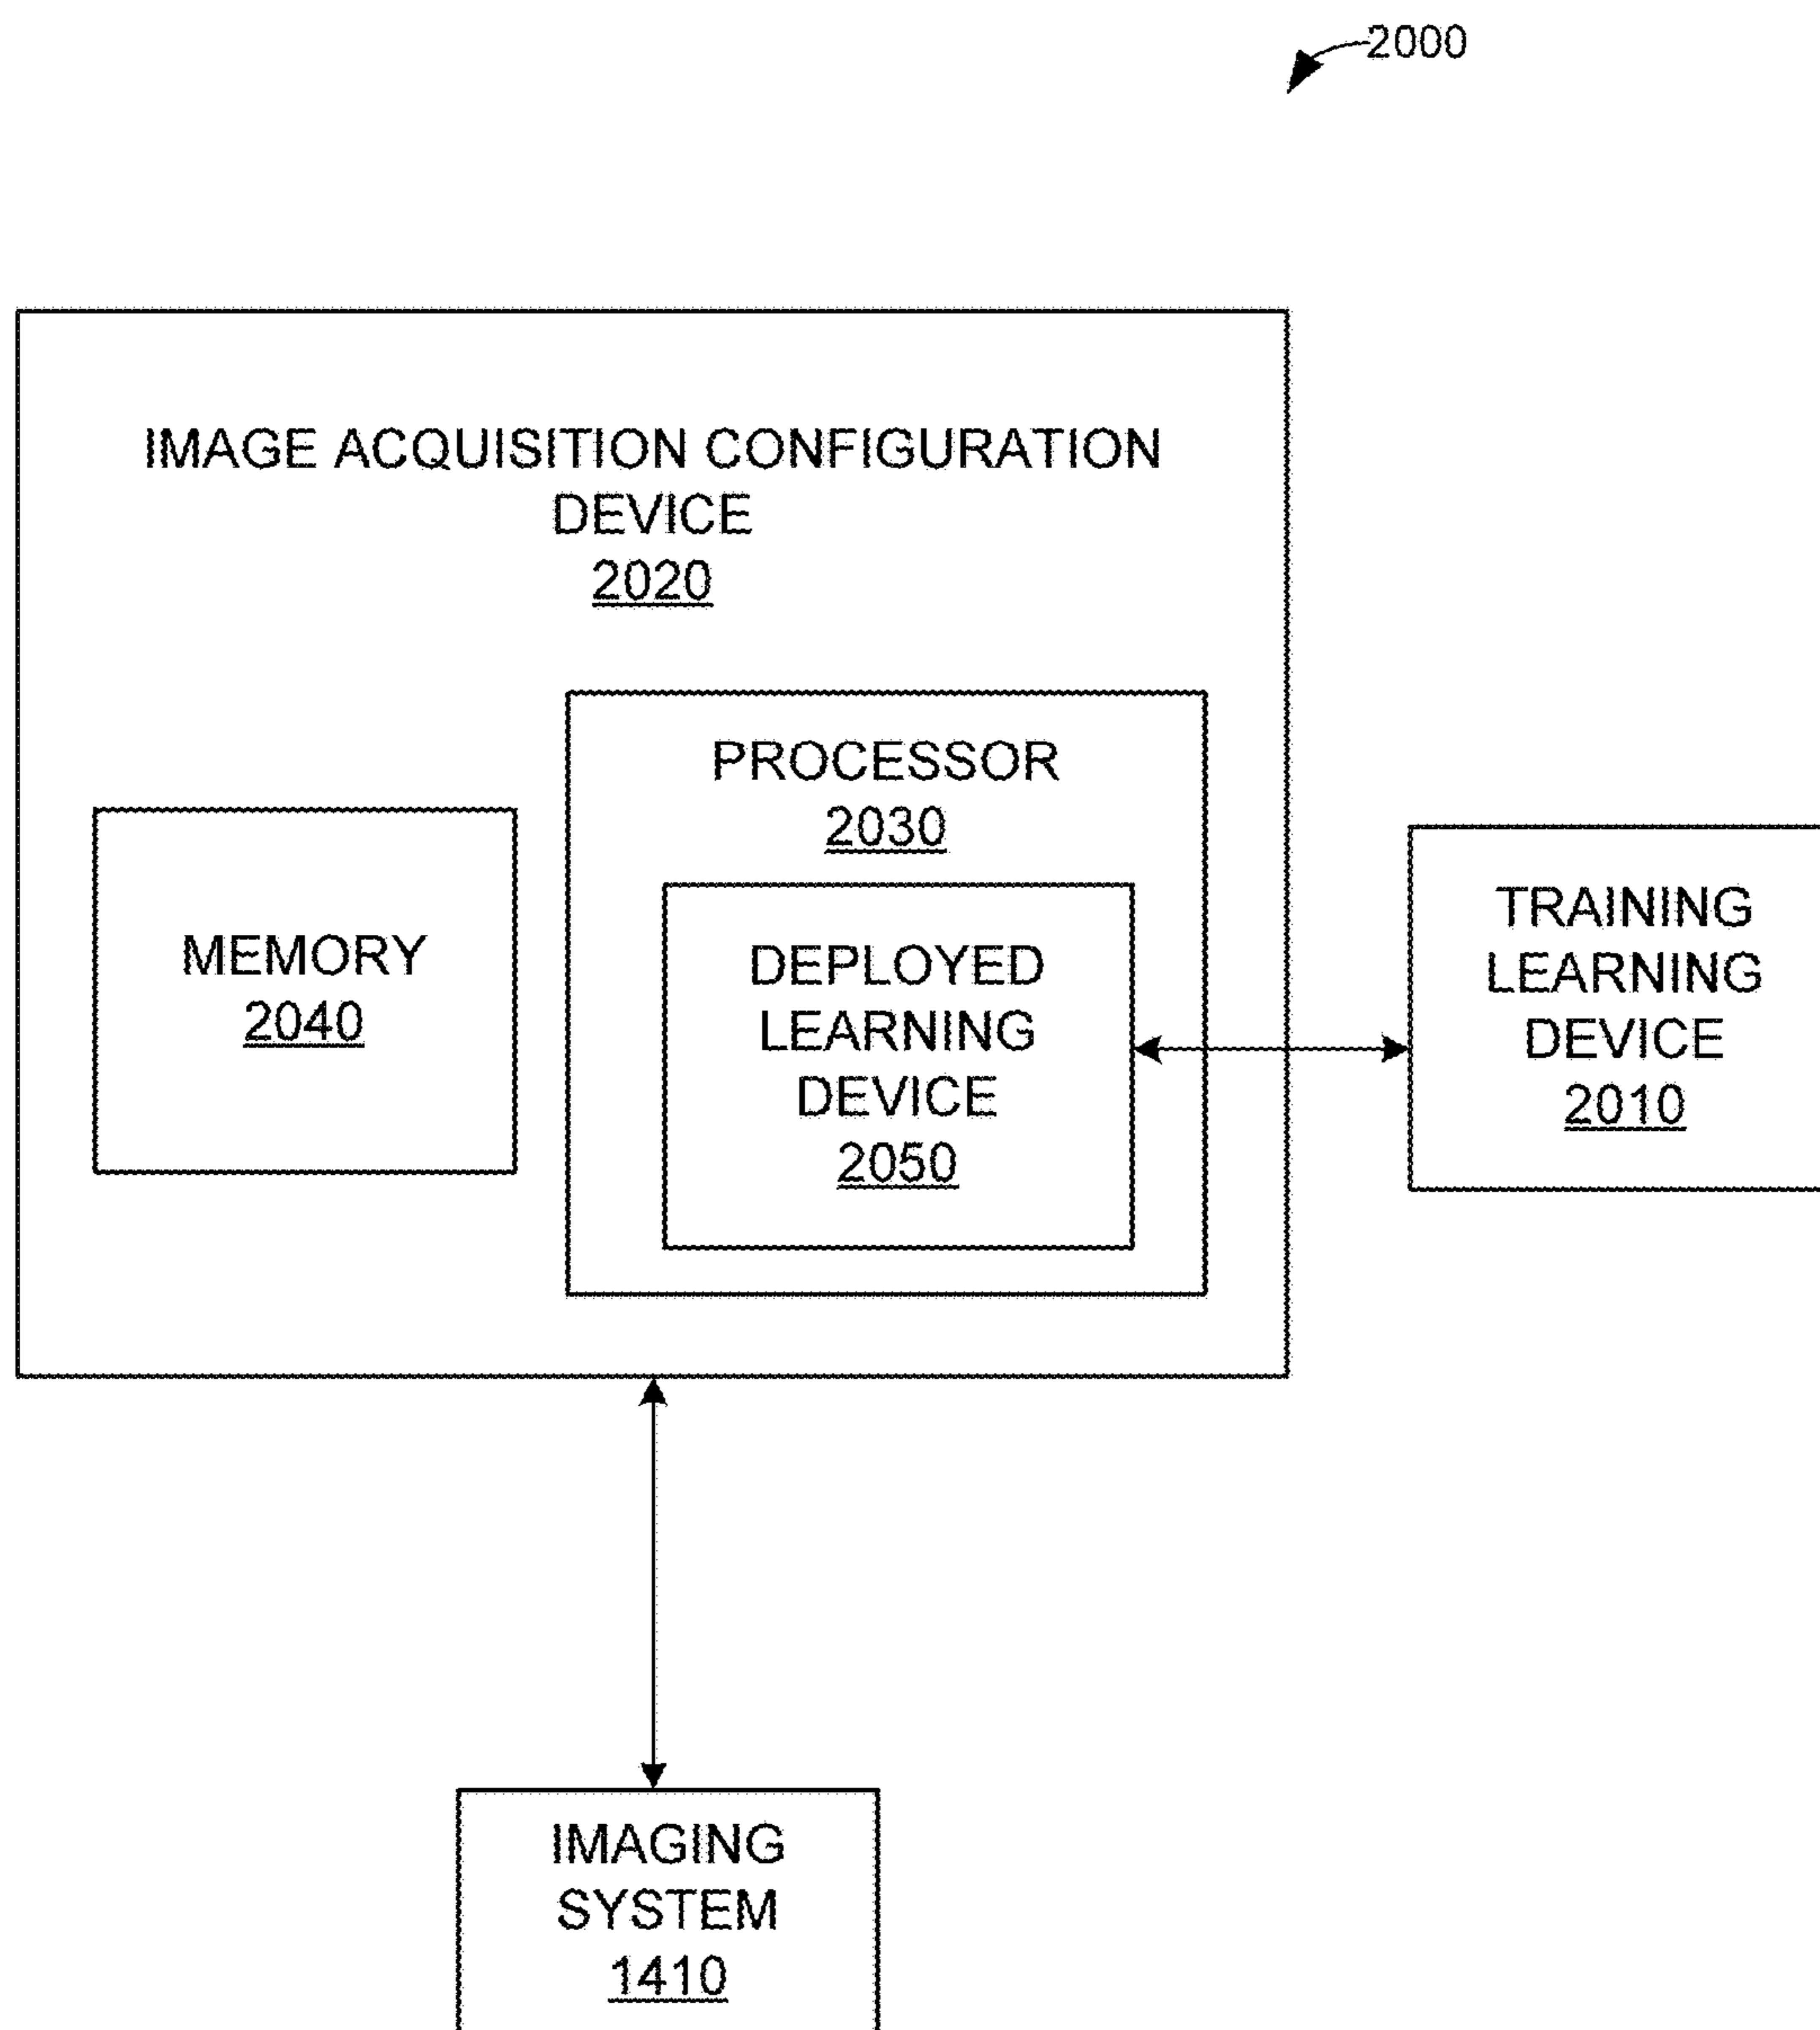 2000
IMAGE ACQUISITION CONFIGURATION
DEVICE
2020
PROCESSOR
2030
MEMORY
2040
DEPLOYED
LEARNING
DEVICE
2050
TRAINING
LEARNING
DEVICE
2010
IMAGING
SYSTEM
1410